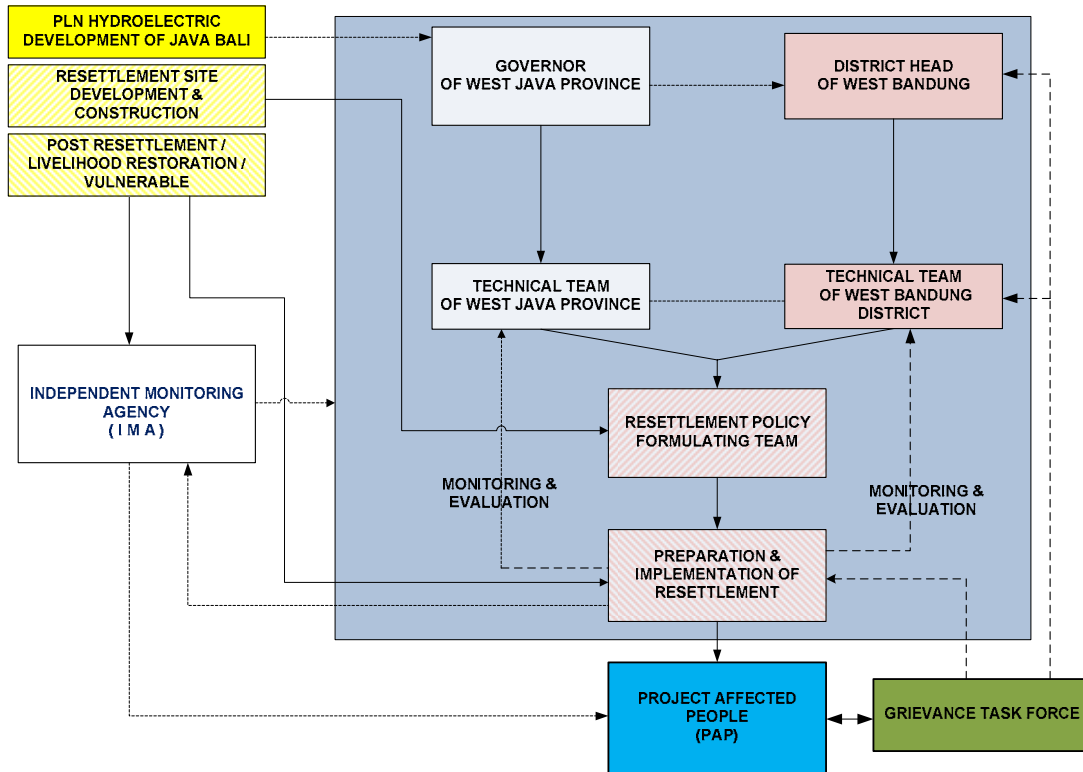 PLN HYDROELECTRIC
DEVELOPMENT OF JAVA BALI
RESETTLEMENT SITE
DEVELOPMENT &
CONSTRUCTION
POST RESETTLEMENT /
LIVELIHOOD RESTORATION /
VULNERABLE
GOVERNOR
OF WEST JAVA PROVINCE
DISTRICT HEAD
OF WEST BANDUNG
TECHNICAL TEAM
OF WEST JAVA PROVINCE
TECHNICAL TEAM
OF WEST BANDUNG
DISTRICT
INDEPENDENT MONITORING
AGENCY
( I M A )
RESETTLEMENT POLICY
FORMULATING TEAM
MONITORING &
EVALUATION
MONITORING &
EVALUATION
PREPARATION &
IMPLEMENTATION OF
RESETTLEMENT
PROJECT AFFECTED
PEOPLE
(PAP)
GRIEVANCE TASK FORCE